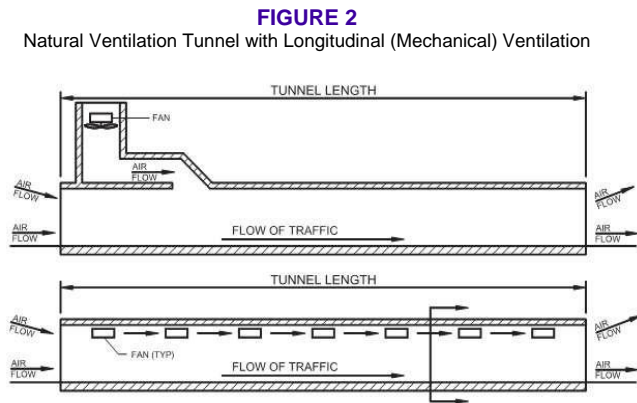 FIGURE 2
Natural Ventilation Tunnel with Longitudinal (Mechanical) Ventilation
TUNNEL LENGTH
FAN
AIR
FLOW
AIR
FLOW
AIR
FLOW
AIR
FLOW
FLOW OF TRAFFIC
AIR
FLOW
TUNNEL LENGTH
AIR
FLOW
AIR
FLOW
FAN (TYP)
AIR
FLOW
FLOW OF TRAFFIC
AIR
FLOW